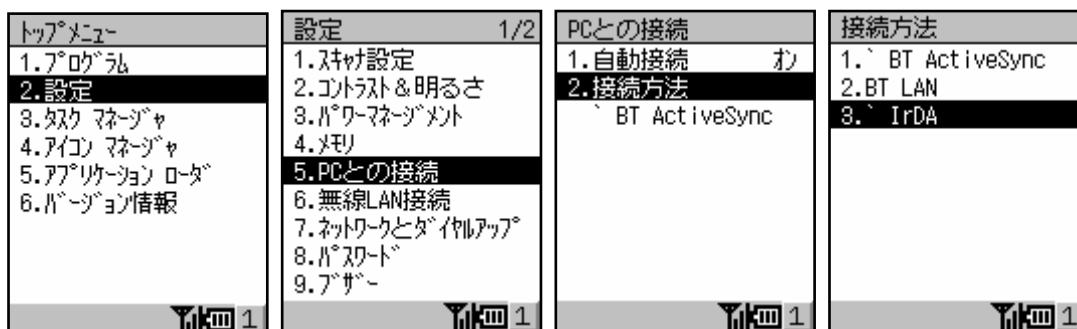 ﾄｯﾌﾟﾒﾆｭｰ
1.ﾌﾟﾛｸﾞﾗﾑ
2.設定
3.ﾀｽｸ ﾏﾈｰｼﾞｬ
4.ｱｲｺﾝ ﾏﾈｰｼﾞｬ
5.ｱﾌﾟﾘｹｰｼｮﾝ ﾛｰﾀﾞ
6.ﾊﾞｰｼﾞｮﾝ情報
1
設定 1/2
1.ｽｷｬﾅ設定
2.ｺﾝﾄﾗｽﾄ&明るさ
3.ﾊﾟﾜｰﾏﾈｰｼﾞﾒﾝﾄ
4.ﾒﾓﾘ
5.PCとの接続
6.無線LAN接続
7.ﾈｯﾄﾜｰｸとﾀﾞｲﾔﾙｱｯﾌﾟ
8.ﾊﾟｽﾜｰﾄﾞ
9.ﾌﾞｻﾞｰ
1
PCとの接続
1.自動接続 ｵﾝ
2.接続方法
` BT ActiveSync
1
接続方法
1.` BT ActiveSync
2.BT LAN
3.` IrDA
1